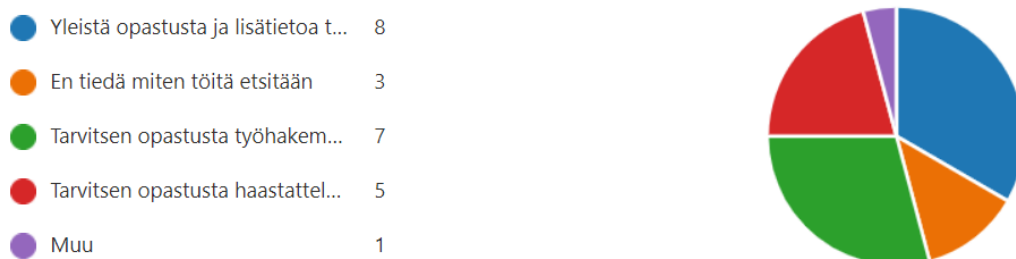 Yleistä opastusta ja lisätietoa t... 8
En tiedä miten töitä etsitään 3
Tarvitsen opastusta työhakem... 7
Tarvitsen opastusta haastattel... 5
Muu 1